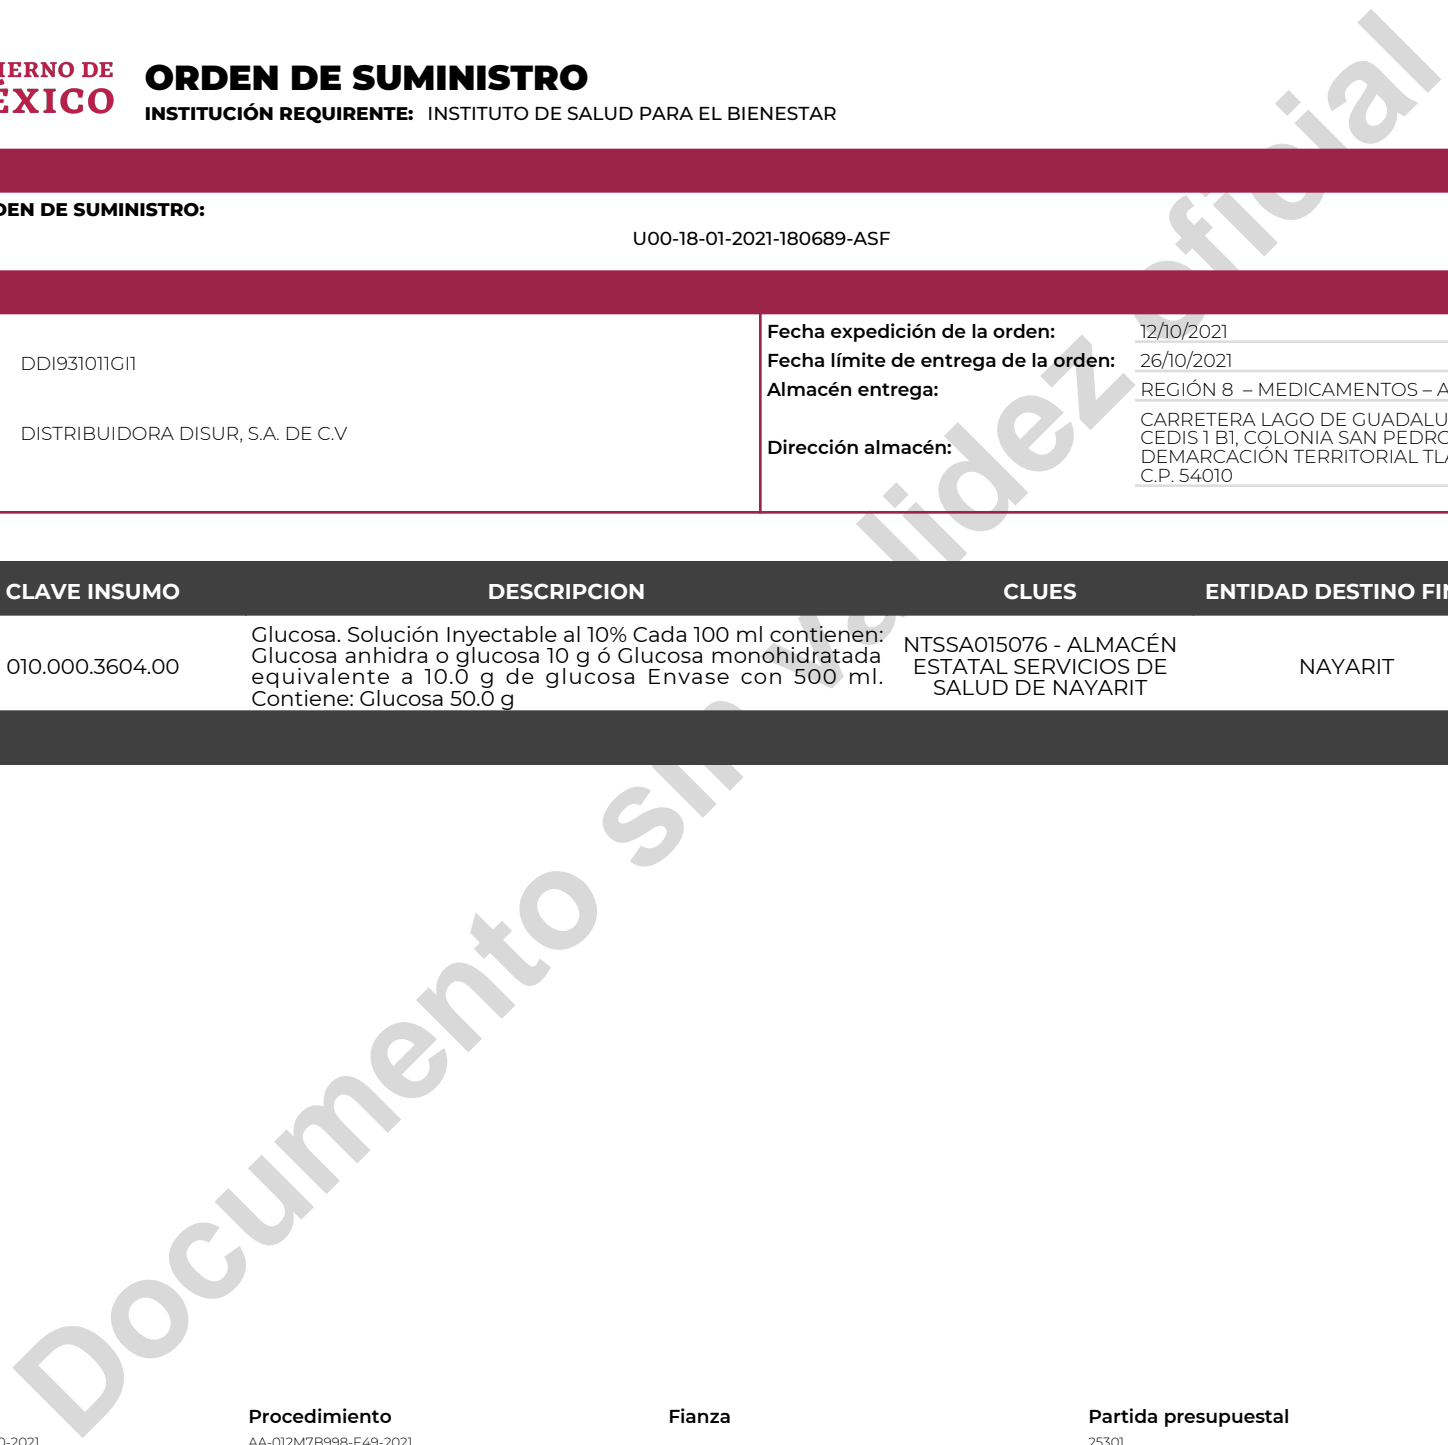 IERNO DE
ÉXICO
ORDEN DE SUMINISTRO
INSTITUCIÓN REQUIRENTE: INSTITUTO DE SALUD PARA EL BIENESTAR
DEN DE SUMINISTRO:
U00-18-01-2021-180689-ASF
DDI931011GI1
DISTRIBUIDORA DISUR, S.A. DE C.V
Fecha expedición de la orden: 12/10/2021
Fecha límite de entrega de la orden: 26/10/2021
Almacén entrega: REGIÓN 8 – MEDICAMENTOS – A
Dirección almacén:
CARRETERA LAGO DE GUADALU
CEDIS 1 B1, COLONIA SAN PEDRO
DEMARCACIÓN TERRITORIAL TLA
C.P. 54010
CLAVE INSUMO DESCRIPCION CLUES ENTIDAD DESTINO FIN
010.000.3604.00
Glucosa. Solución Inyectable al 10% Cada 100 ml contienen:
Glucosa anhidra o glucosa 10 g ó Glucosa monohidratada
equivalente a 10.0 g de glucosa Envase con 500 ml.
Contiene: Glucosa 50.0 g
NTSSA015076 - ALMACÉN
ESTATAL SERVICIOS DE
SALUD DE NAYARIT
NAYARIT
Documento sin validez oficial
Procedimiento Fianza Partida presupuestal
0-2021 AA-012M7B998-E49-2021 25301